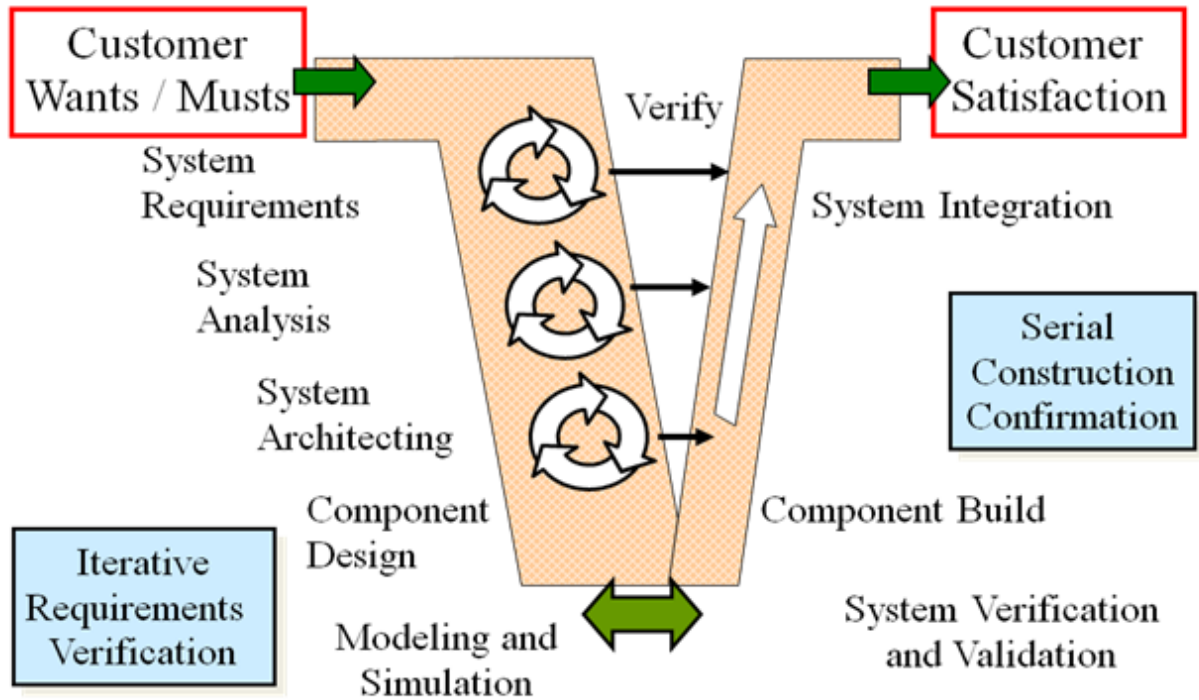 Customer
Wants / Musts
Customer
Satisfaction
Verify
System
Requirements
System Integration
System
Analysis
Serial
Construction
Confirmation
System
Architecting
Component
Design
Component Build
Iterative
Requirements
Verification
Modeling and
Simulation
System Verification
and Validation